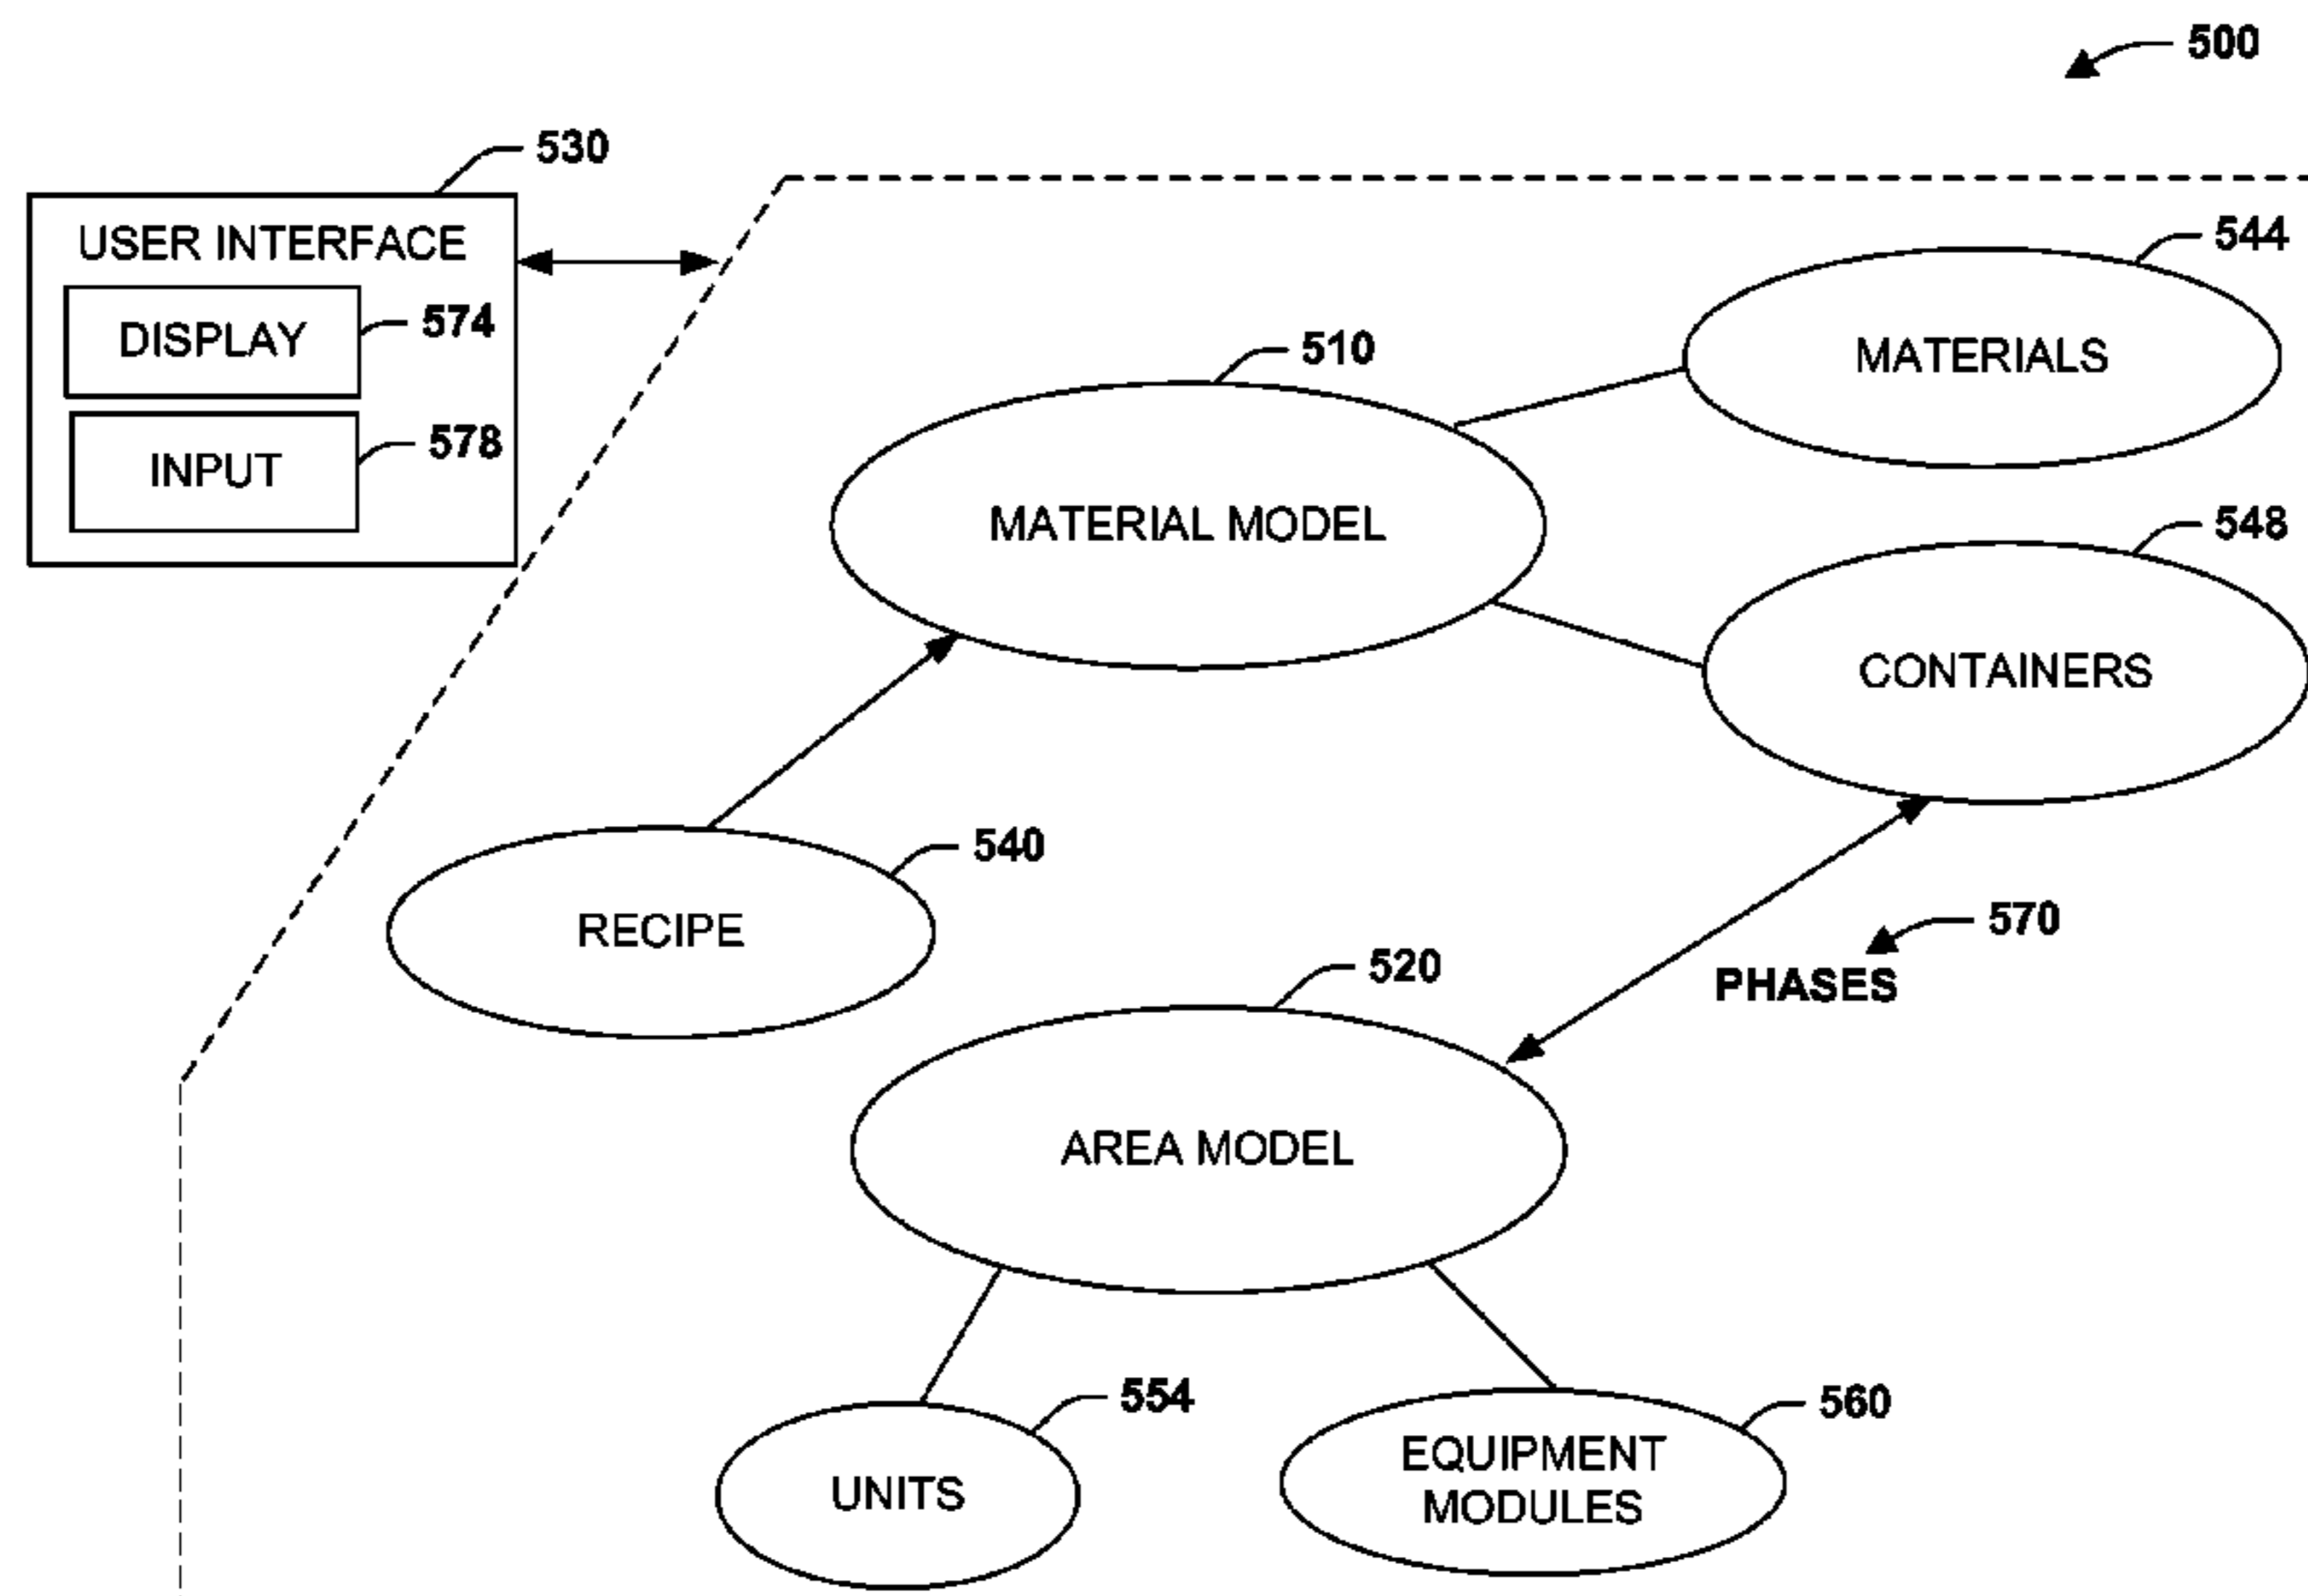 500
530
USER INTERFACE
544
574
DISPLAY
510
MATERIALS
578
INPUT
548
MATERIAL MODEL
CONTAINERS
540
570
RECIPE
520
PHASES
AREA MODEL
554
560
EQUIPMENT
MODULES
UNITS